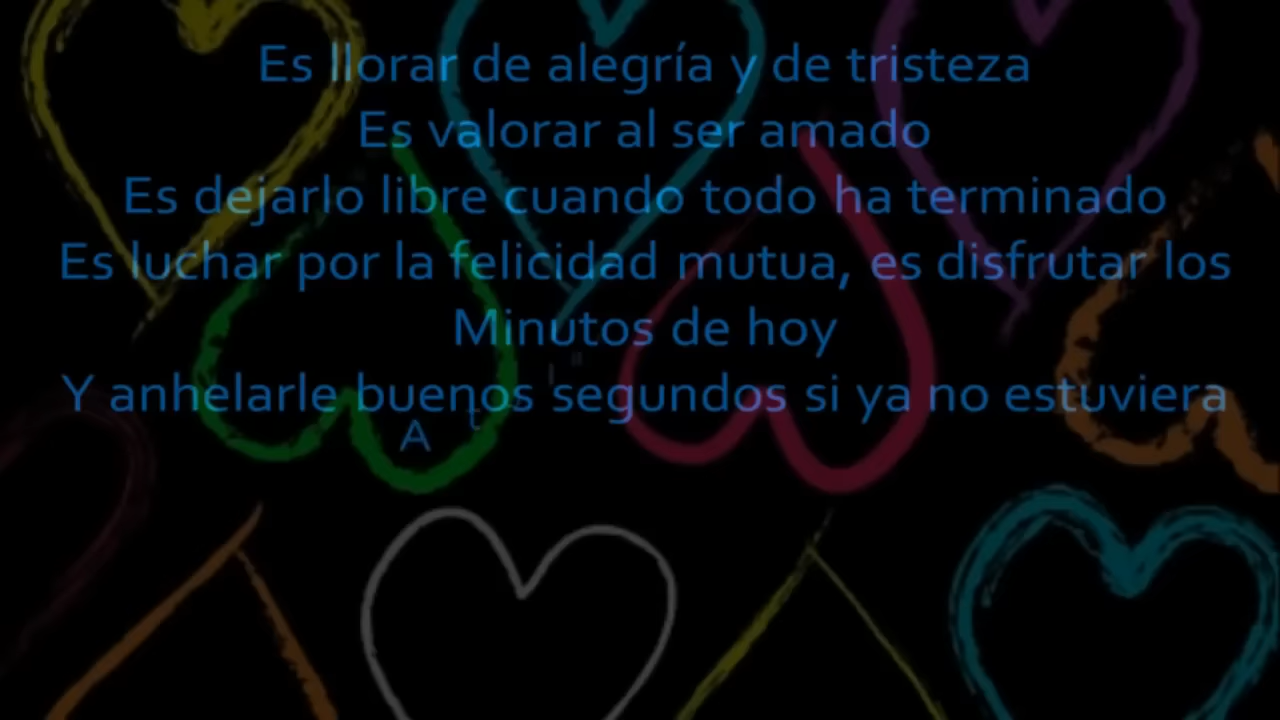 Es llorar de alegría y de tristeza
Es valorar al ser amado
Es dejarlo libre cuando todo ha terminado
Es luchar por la felicidad mutua, es disfrutar los
Minutos de hoy
Y anhelarle buenos segundos si ya no estuviera
A t